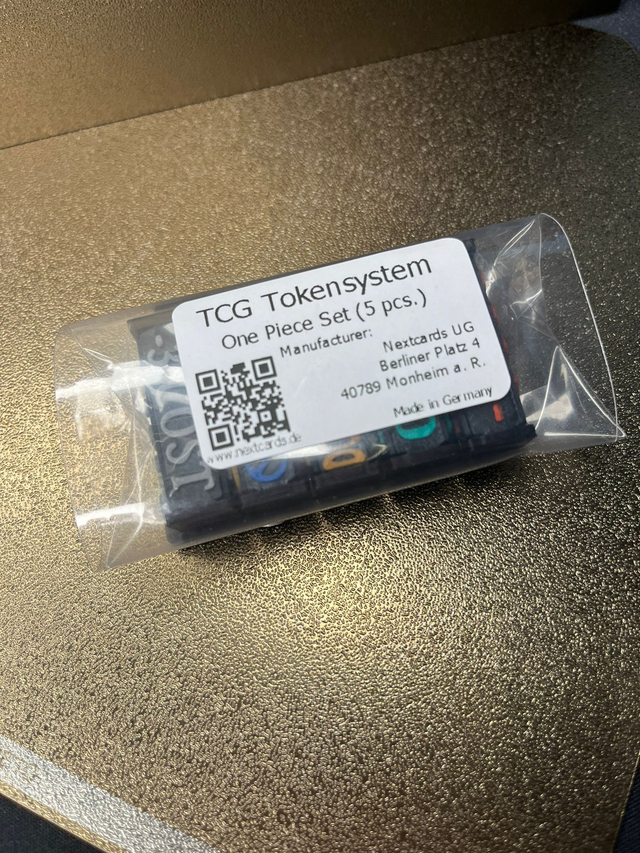 TCG Tokensystem
One Piece Set (5 pcs.)
Manufacturer:
Nextcards UG
Berliner Platz 4
40789 Monheim a. R.
Made in Germany
www.nextcards.de